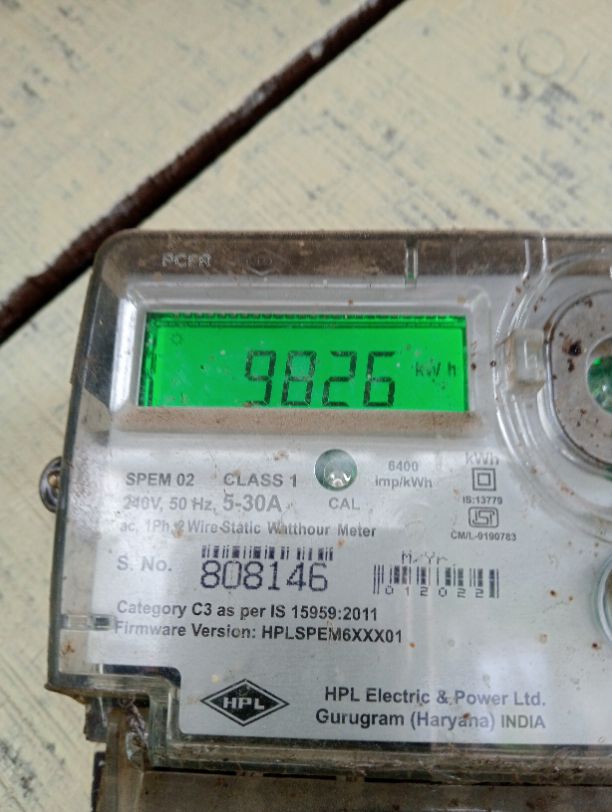 PCFR
9826 kWh
SPEM 02 CLASS 1
6400
imp/kWh
kWh
240V, 50 Hz, 5-30A
CAL
IS:13779
ac, 1Ph 2 Wire Static Watthour Meter
CM/L-9190783
S. No. 808146
M/Yr
012022
Category C3 as per IS 15959:2011
Firmware Version: HPLSPEM6XXX01
HPL
HPL Electric & Power Ltd.
Gurugram (Haryana) INDIA